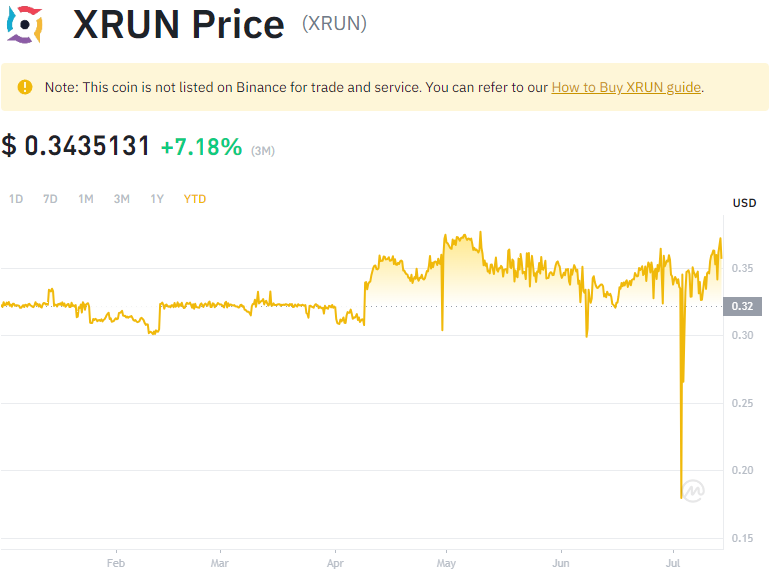 XRUN Price (XRUN)
Note: This coin is not listed on Binance for trade and service. You can refer to our How to Buy XRUN guide.
$ 0.3435131 +7.18% (3M)
1D 7D 1M 3M 1Y YTD
USD
0.35
0.32
0.30
0.25
0.20
0.15
Feb Mar Apr May Jun Jul